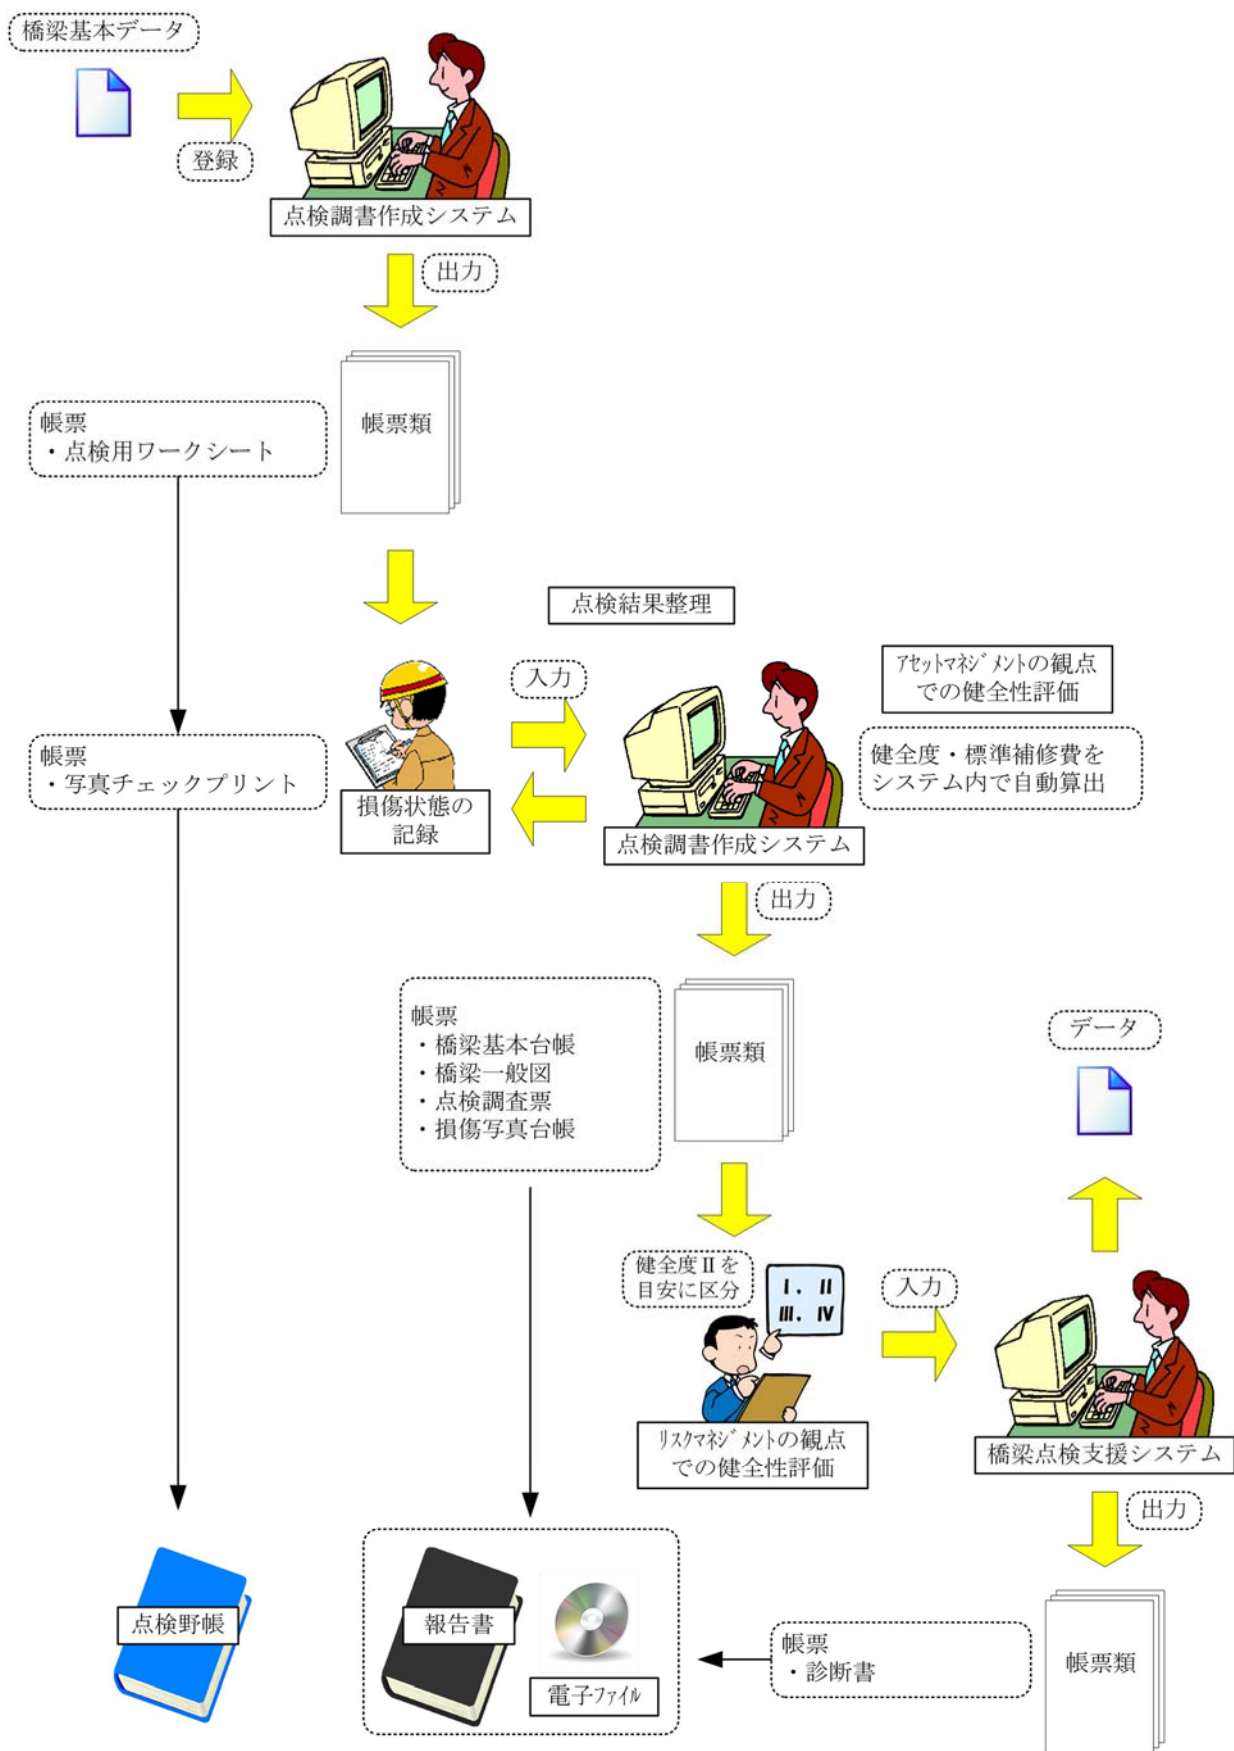 橋梁基本データ
登録
点検調書作成システム
出力
帳票類
帳票
・点検用ワークシート
点検結果整理
入力
アセットマネジメントの観点
での健全性評価
健全度・標準補修費を
システム内で自動算出
帳票
・写真チェックプリント
損傷状態の
記録
点検調書作成システム
出力
帳票
・橋梁基本台帳
・橋梁一般図
・点検調査票
・損傷写真台帳
帳票類
データ
健全度Ⅱを
目安に区分
I, II
III, IV
入力
リスクマネジメントの観点
での健全性評価
橋梁点検支援システム
出力
点検野帳
報告書
電子ファイル
帳票
・診断書
帳票類